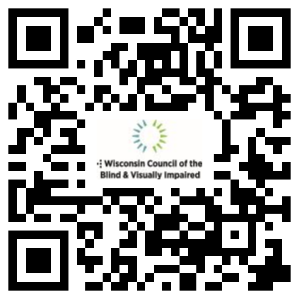 Wisconsin Council of the
Blind & Visually Impaired